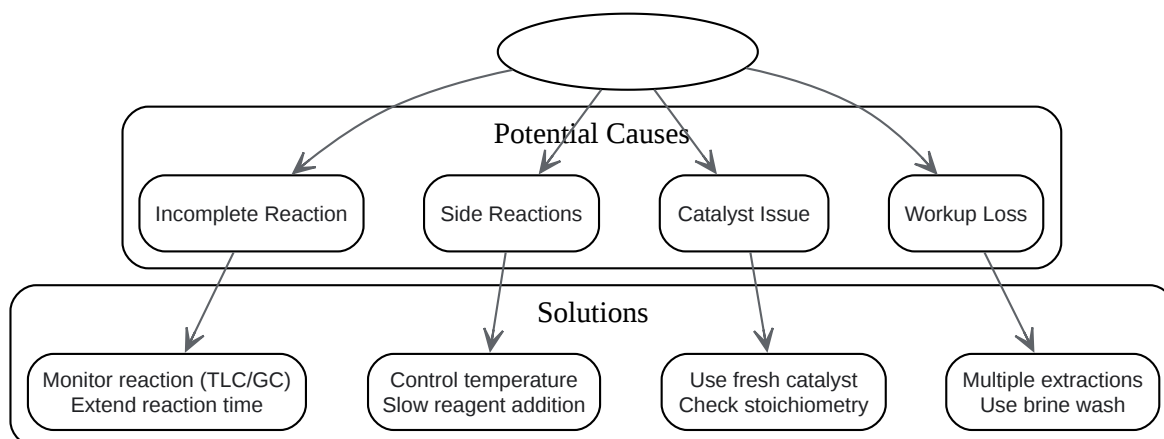 Potential Causes
Incomplete Reaction
Side Reactions
Catalyst Issue
Workup Loss
Solutions
Monitor reaction (TLC/GC)
Extend reaction time
Control temperature
Slow reagent addition
Use fresh catalyst
Check stoichiometry
Multiple extractions
Use brine wash